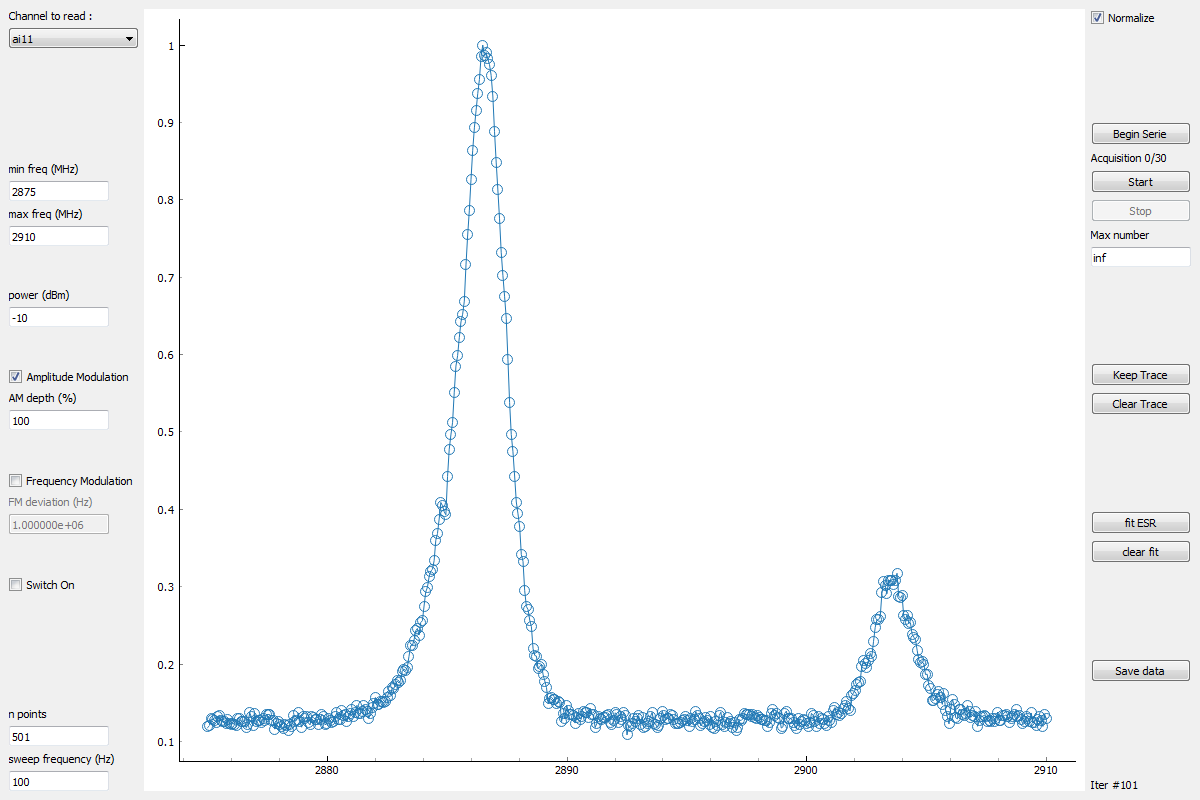 Channel to read :
ai11
min freq (MHz)
2875
max freq (MHz)
2910
power (dBm)
-10
Amplitude Modulation
AM depth (%)
100
Frequency Modulation
FM deviation (Hz)
1.000000e+06
Switch On
n points
501
sweep frequency (Hz)
100
1
0.9
0.8
0.7
0.6
0.5
0.4
0.3
0.2
0.1
2880
2890
2900
2910
Normalize
Begin Serie
Acquisition 0/30
Start
Stop
Max number
inf
Keep Trace
Clear Trace
fit ESR
clear fit
Save data
Iter #101